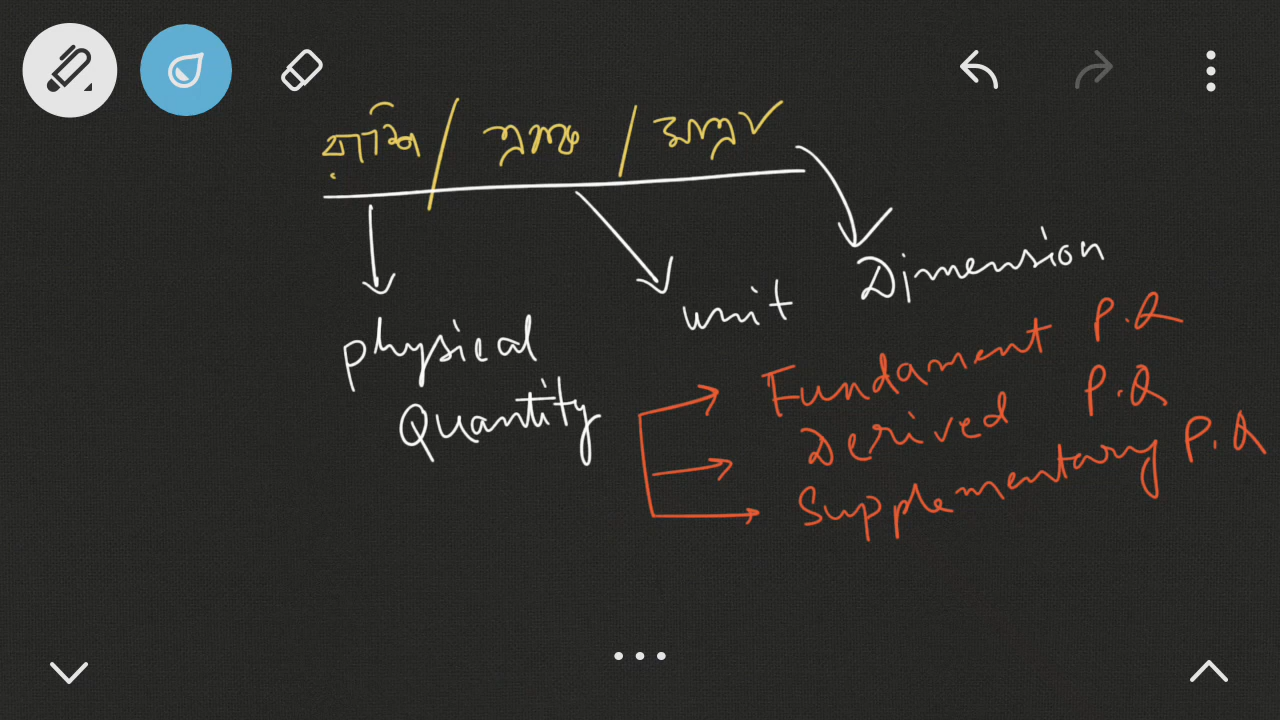 রাশি / একক / মাত্রা
Dimension
unit
physical
Quantity
Fundament P.Q
Derived P.Q
Supplementary P.Q